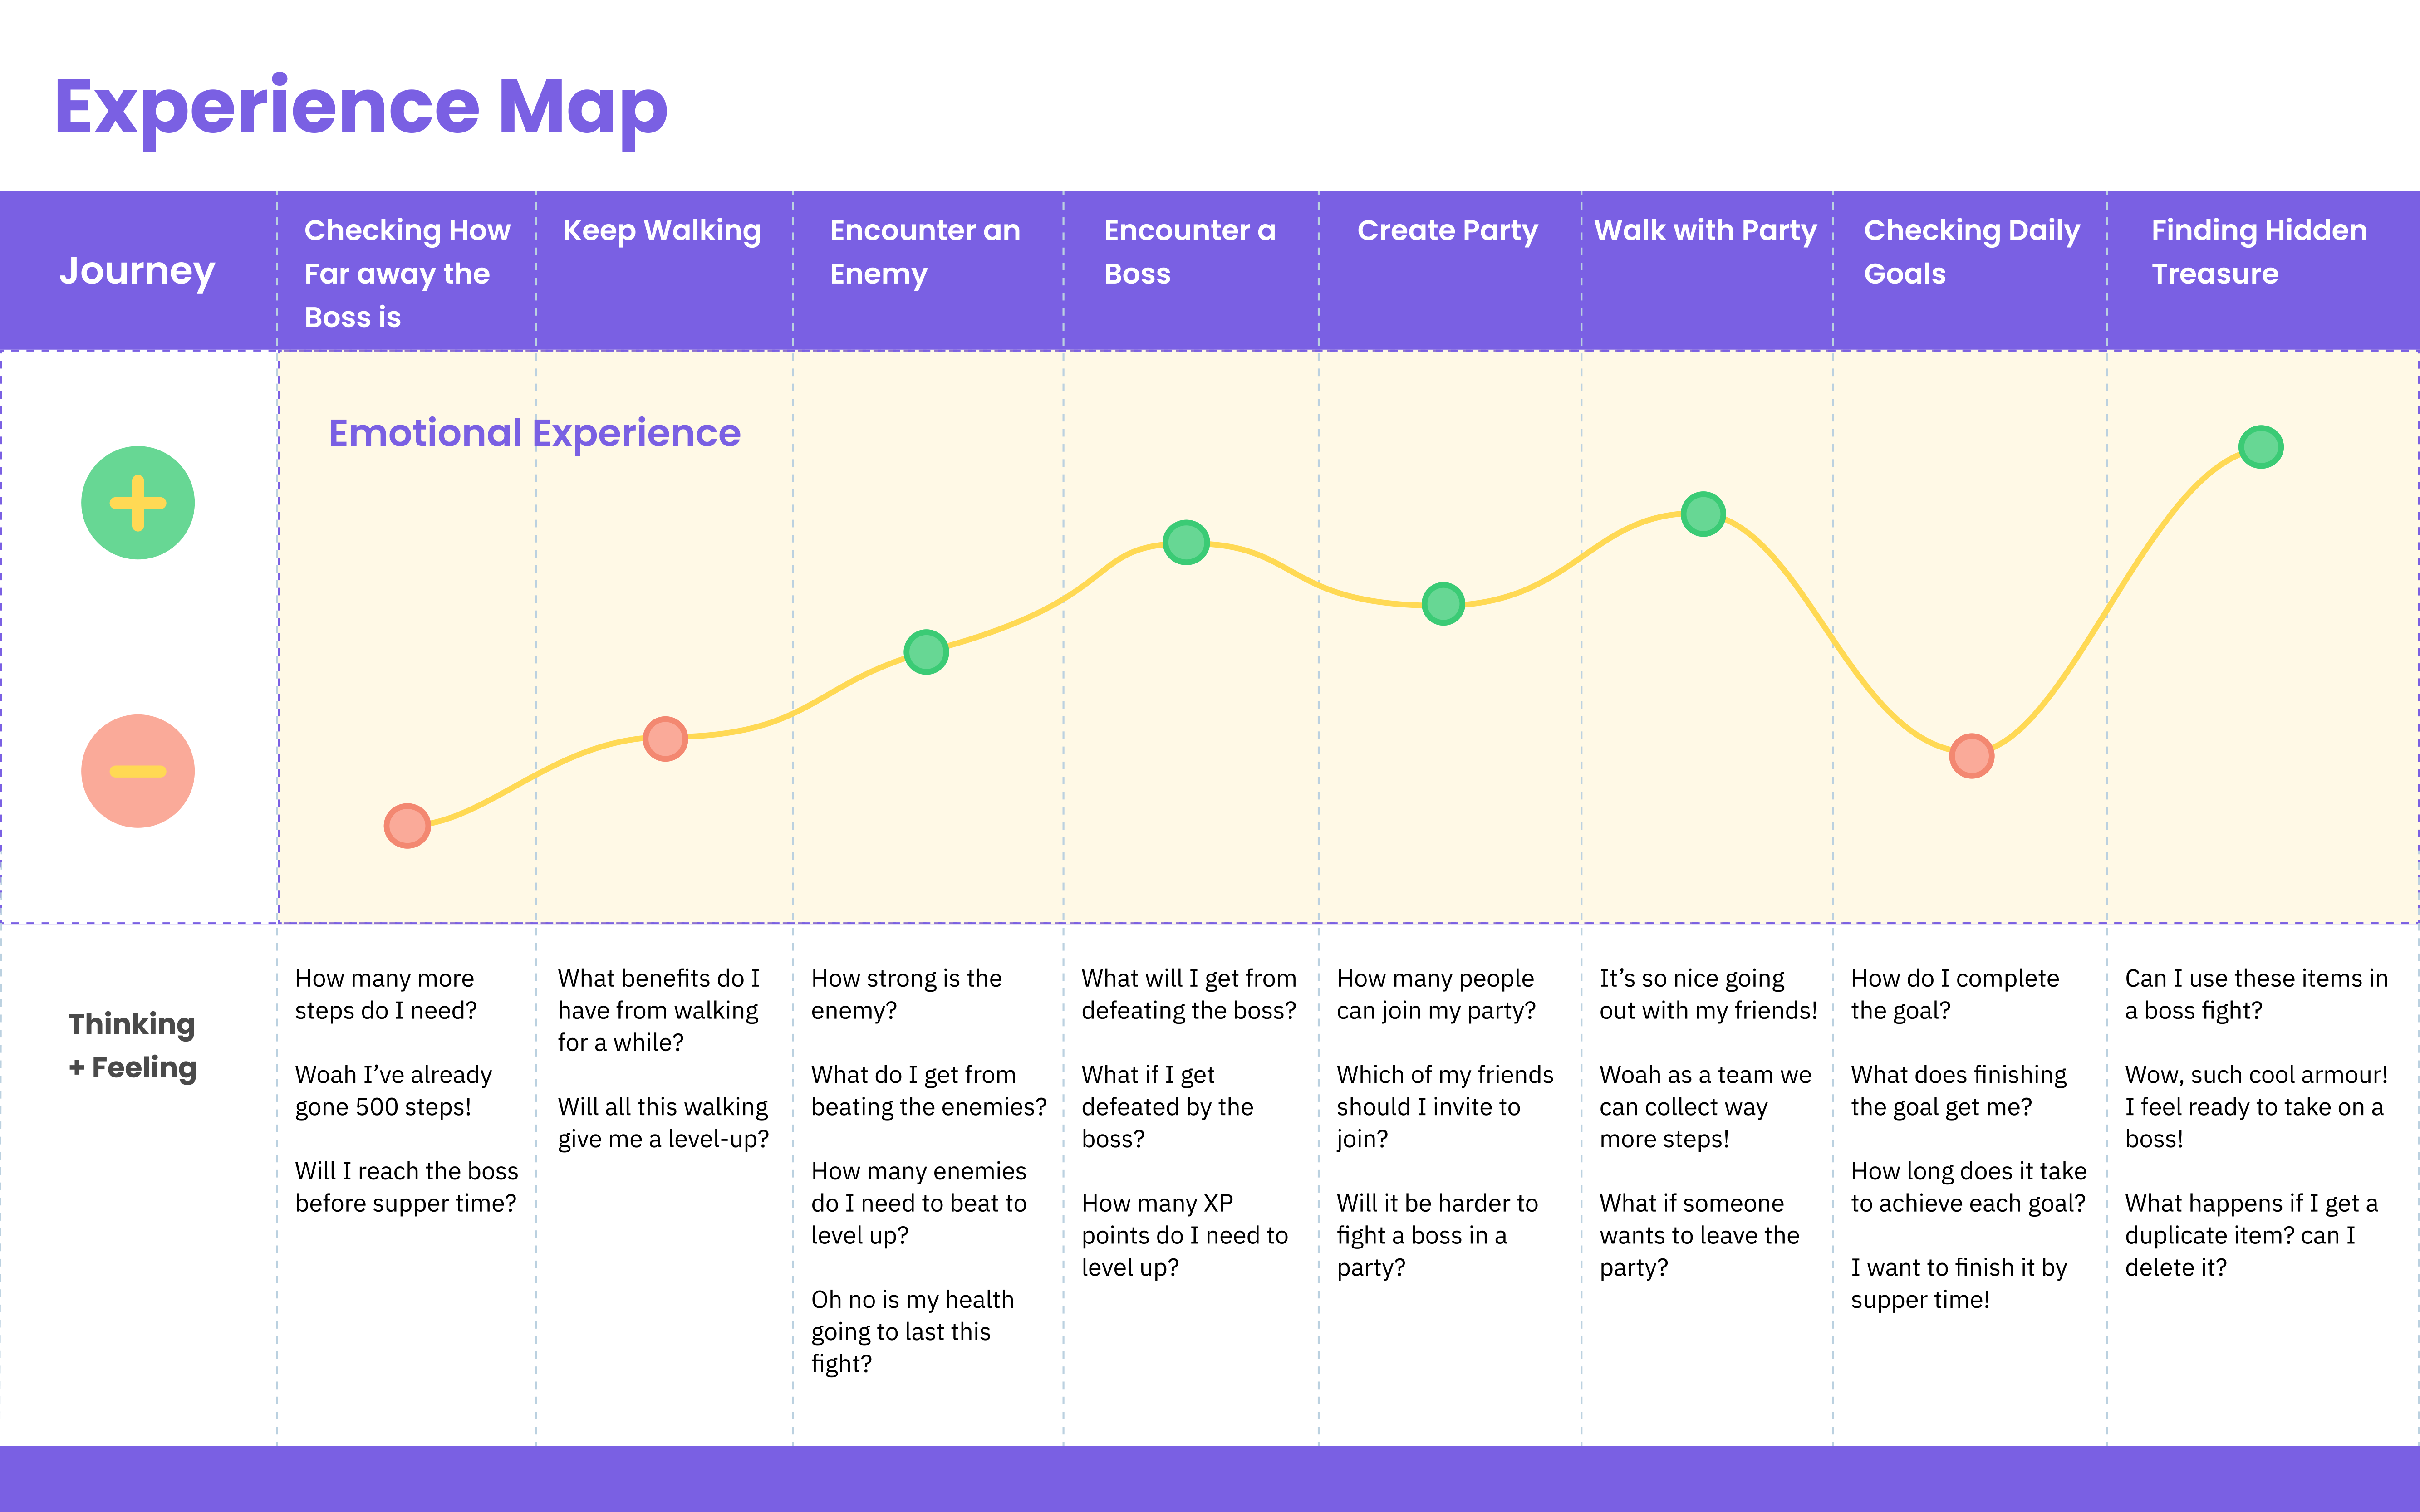 Experience Map
Journey
Checking How
Far away the
Boss is
Keep Walking
Encounter an
Enemy
Encounter a
Boss
Create Party
Walk with Party
Checking Daily
Goals
Finding Hidden
Treasure
Emotional Experience
Thinking
+ Feeling
How many more
steps do I need?
Woah I’ve already
gone 500 steps!
Will I reach the boss
before supper time?
What benefits do I
have from walking
for a while?
Will all this walking
give me a level-up?
How strong is the
enemy?
What do I get from
beating the enemies?
How many enemies
do I need to beat to
level up?
Oh no is my health
going to last this
fight?
What will I get from
defeating the boss?
What if I get
defeated by the
boss?
How many XP
points do I need to
level up?
How many people
can join my party?
Which of my friends
should I invite to
join?
Will it be harder to
fight a boss in a
party?
It’s so nice going
out with my friends!
Woah as a team we
can collect way
more steps!
What if someone
wants to leave the
party?
How do I complete
the goal?
What does finishing
the goal get me?
How long does it take
to achieve each goal?
I want to finish it by
supper time!
Can I use these items in
a boss fight?
Wow, such cool armour!
I feel ready to take on a
boss!
What happens if I get a
duplicate item? can I
delete it?